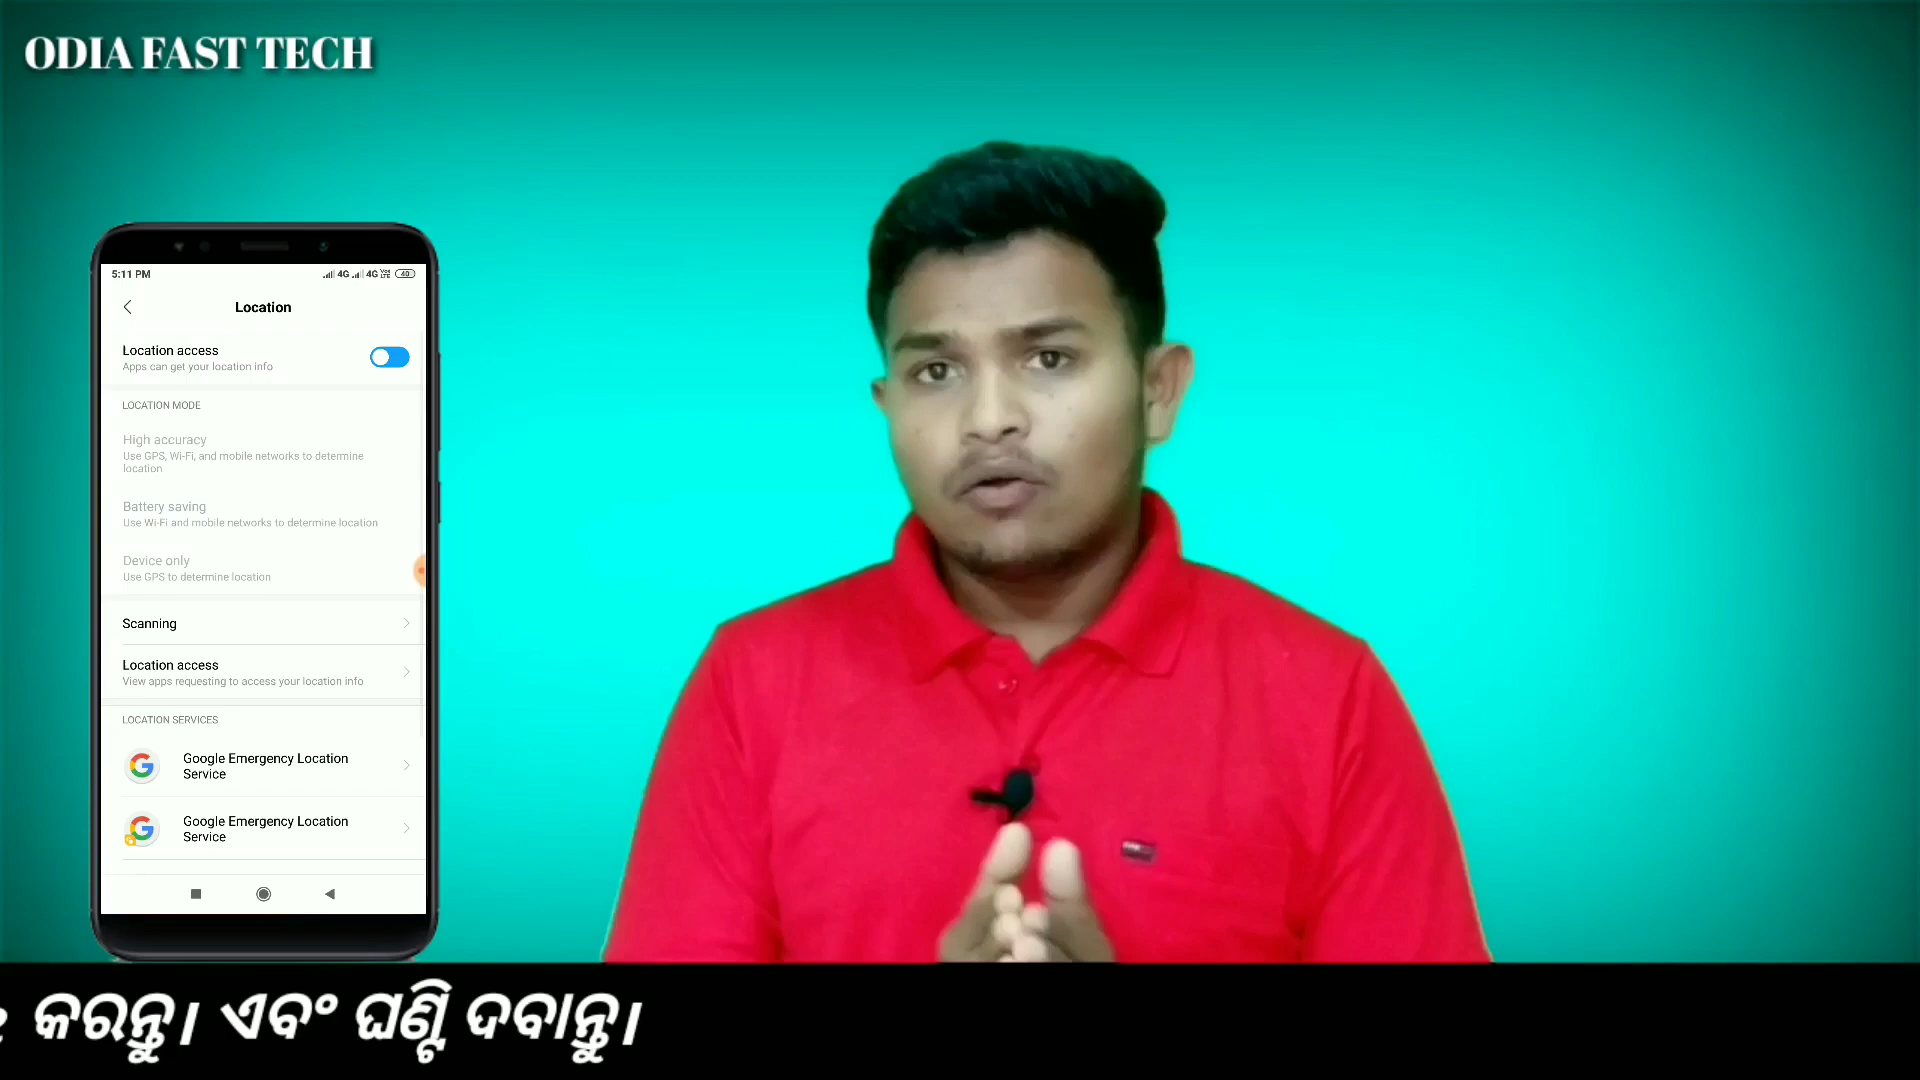 ODIA FAST TECH
5:11 PM
4G 4G 40
Location
Location access
Apps can get your location info
LOCATION MODE
High accuracy
Use GPS, Wi-Fi, and mobile networks to determine
location
Battery saving
Use Wi-Fi and mobile networks to determine location
Device only
Use GPS to determine location
Scanning
Location access
View apps requesting to access your location info
LOCATION SERVICES
Google Emergency Location
Service
Google Emergency Location
Service
କରନ୍ତୁ। ଏବଂ ଘଣ୍ଟି ଦବାନ୍ତୁ।